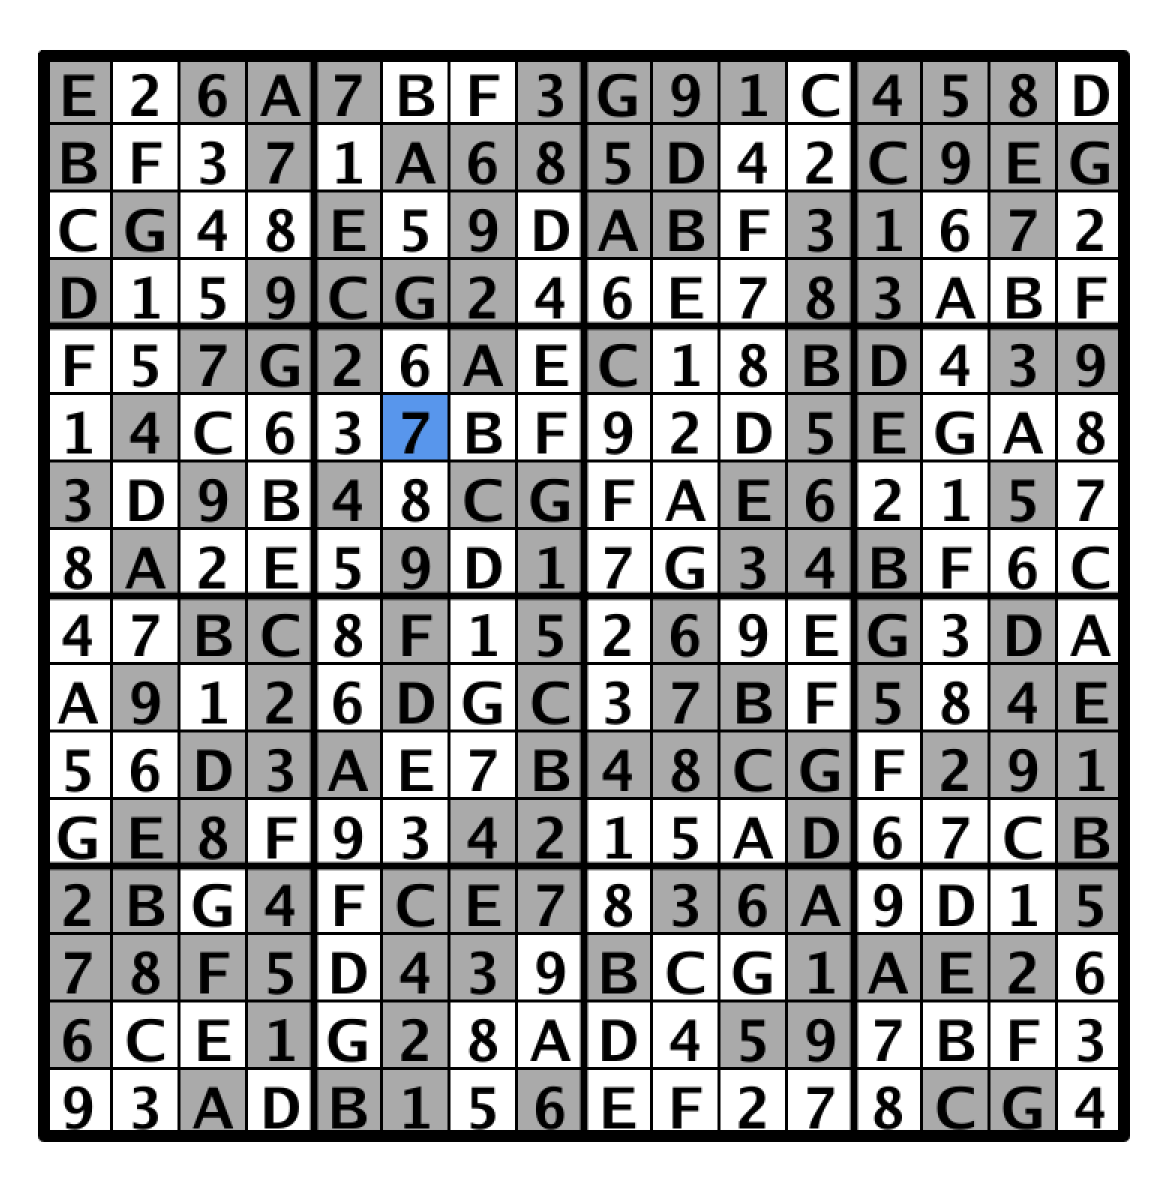 E 2 6 A 7 B F 3 G 9 1 C 4 5 8 D
B F 3 7 1 A 6 8 5 D 4 2 C 9 E G
C G 4 8 E 5 9 D A B F 3 1 6 7 2
D 1 5 9 C G 2 4 6 E 7 8 3 A B F
F 5 7 G 2 6 A E C 1 8 B D 4 3 9
1 4 C 6 3 7 B F 9 2 D 5 E G A 8
3 D 9 B 4 8 C G F A E 6 2 1 5 7
8 A 2 E 5 9 D 1 7 G 3 4 B F 6 C
4 7 B C 8 F 1 5 2 6 9 E G 3 D A
A 9 1 2 6 D G C 3 7 B F 5 8 4 E
5 6 D 3 A E 7 B 4 8 C G F 2 9 1
G E 8 F 9 3 4 2 1 5 A D 6 7 C B
2 B G 4 F C E 7 8 3 6 A 9 D 1 5
7 8 F 5 D 4 3 9 B C G 1 A E 2 6
6 C E 1 G 2 8 A D 4 5 9 7 B F 3
9 3 A D B 1 5 6 E F 2 7 8 C G 4